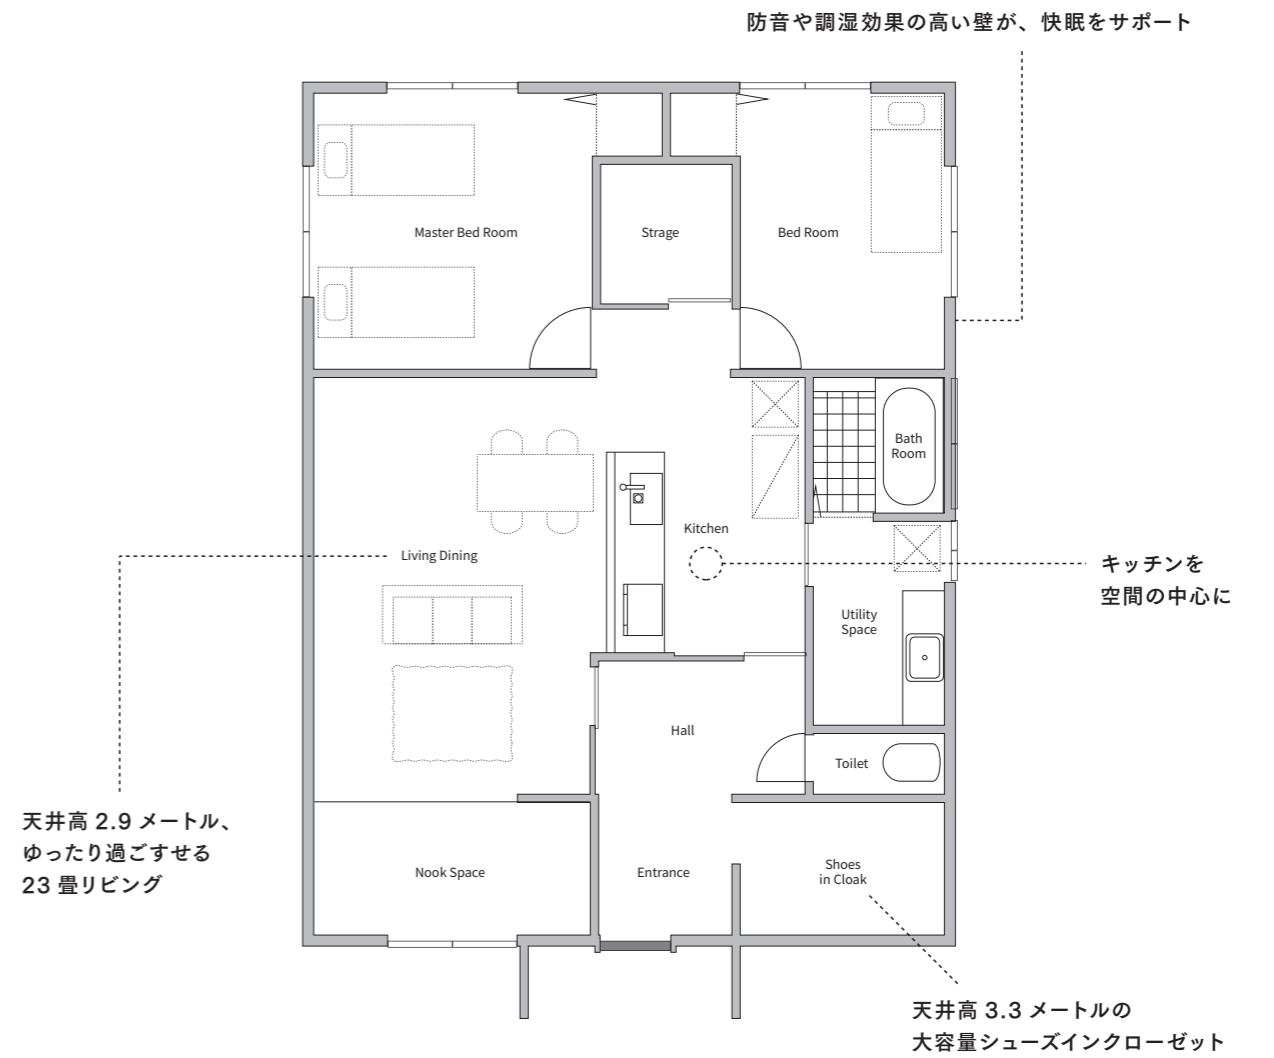 防音や調湿効果の高い壁が、快眠をサポート
Master Bed Room
Strage
Bed Room
Bath
Room
Kitchen
Living Dining
キッチンを
空間の中心に
Utility
Space
Hall
Toilet
天井高 2.9 メートル、
ゆったり過ごすせる
23 畳リビング
Nook Space
Entrance
Shoes
in Cloak
天井高 3.3 メートルの
大容量シューズインクローゼット